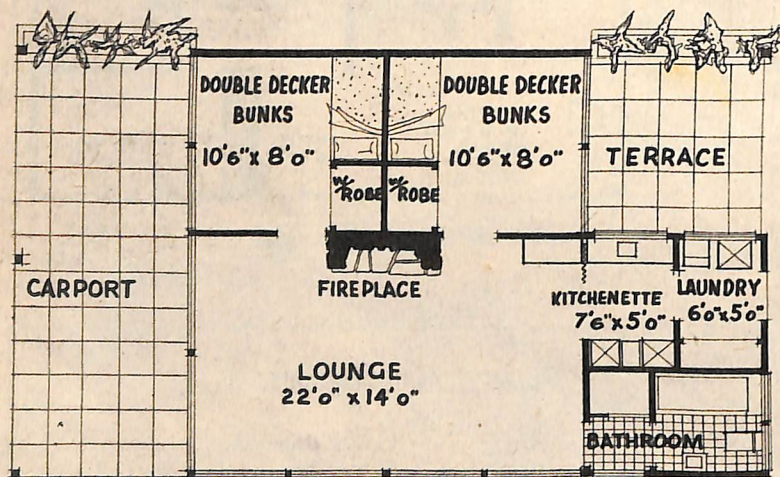 DOUBLE DECKER
BUNKS
10'6" x 8'0"
DOUBLE DECKER
BUNKS
10'6" x 8'0"
TERRACE
W/ROBE
W/ROBE
CARPORT
FIREPLACE
KITCHENETTE
7'6" x 5'0"
LAUNDRY
6'0" x 5'0"
LOUNGE
22'0" x 14'0"
BATHROOM